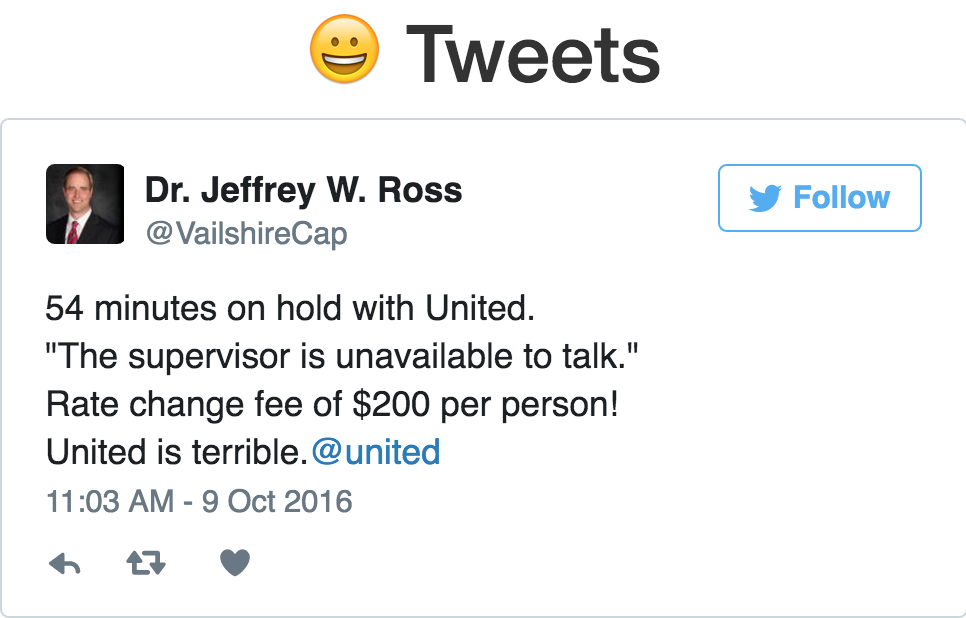 😀 Tweets
Dr. Jeffrey W. Ross
@VailshireCap
Follow
54 minutes on hold with United.
"The supervisor is unavailable to talk."
Rate change fee of $200 per person!
United is terrible.@united
11:03 AM - 9 Oct 2016